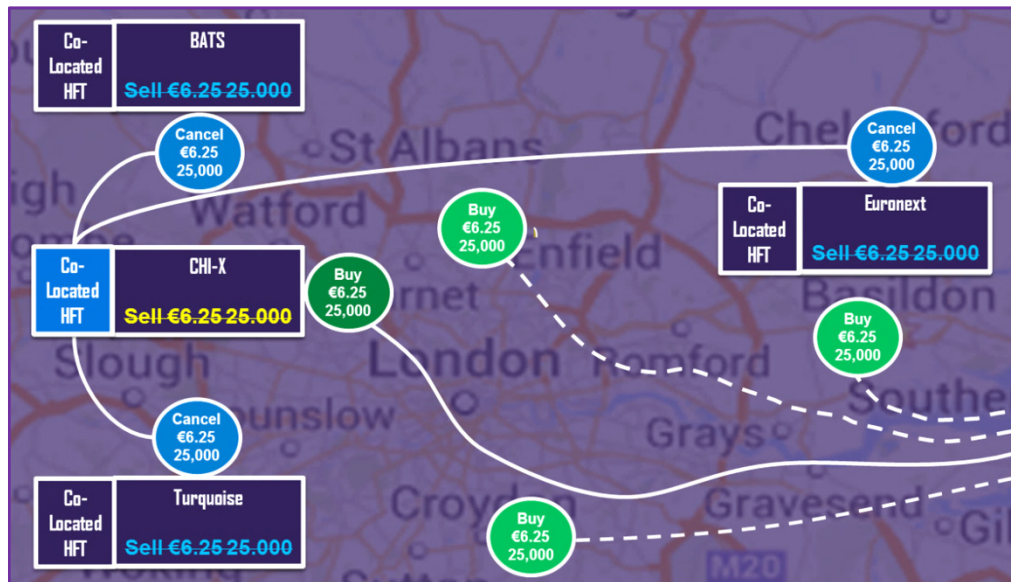 Co-
Located
HFT
BATS
Sell €6.25 25.000
Cancel
€6.25
25,000
St Albans
Watford
Cancel
€6.25
25,000
Co-
Located
HFT
Euronext
Sell €6.25 25.000
Buy
€6.25
25,000
Enfield
Co-
Located
HFT
CHI-X
Sell €6.25 25.000
Buy
€6.25
25,000
arnet
Basildon
Buy
€6.25
25,000
Slough
London
Romford
Southe
ounslow
Cancel
€6.25
25,000
Grays
Co-
Located
HFT
Turquoise
Sell €6.25 25.000
Croydon
Buy
€6.25
25,000
Gravesend
Gil
M20